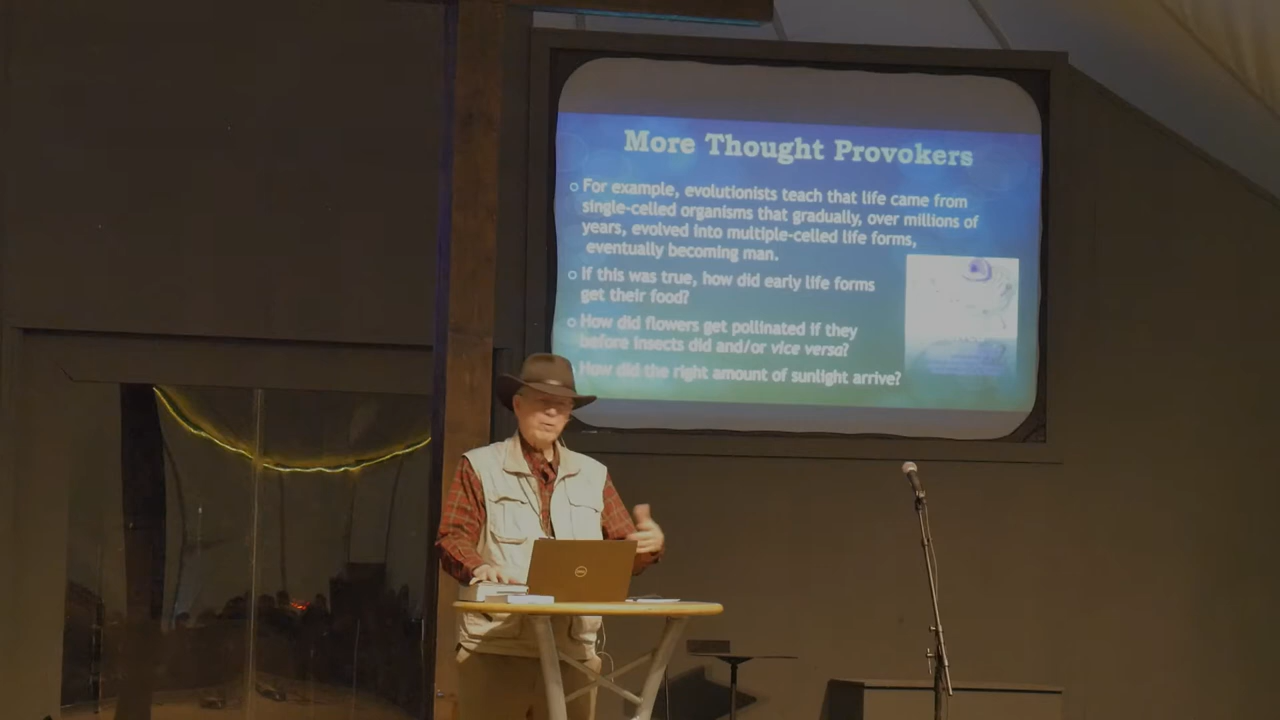 More Thought Provokers
For example, evolutionists teach that life came from
single-celled organisms that gradually, over millions of
years, evolved into multiple-celled life forms,
eventually becoming man.
If this was true, how did early life forms
get their food?
How did flowers get pollinated if they
before insects did and/or vice versa?
How did the right amount of sunlight arrive?
DELL